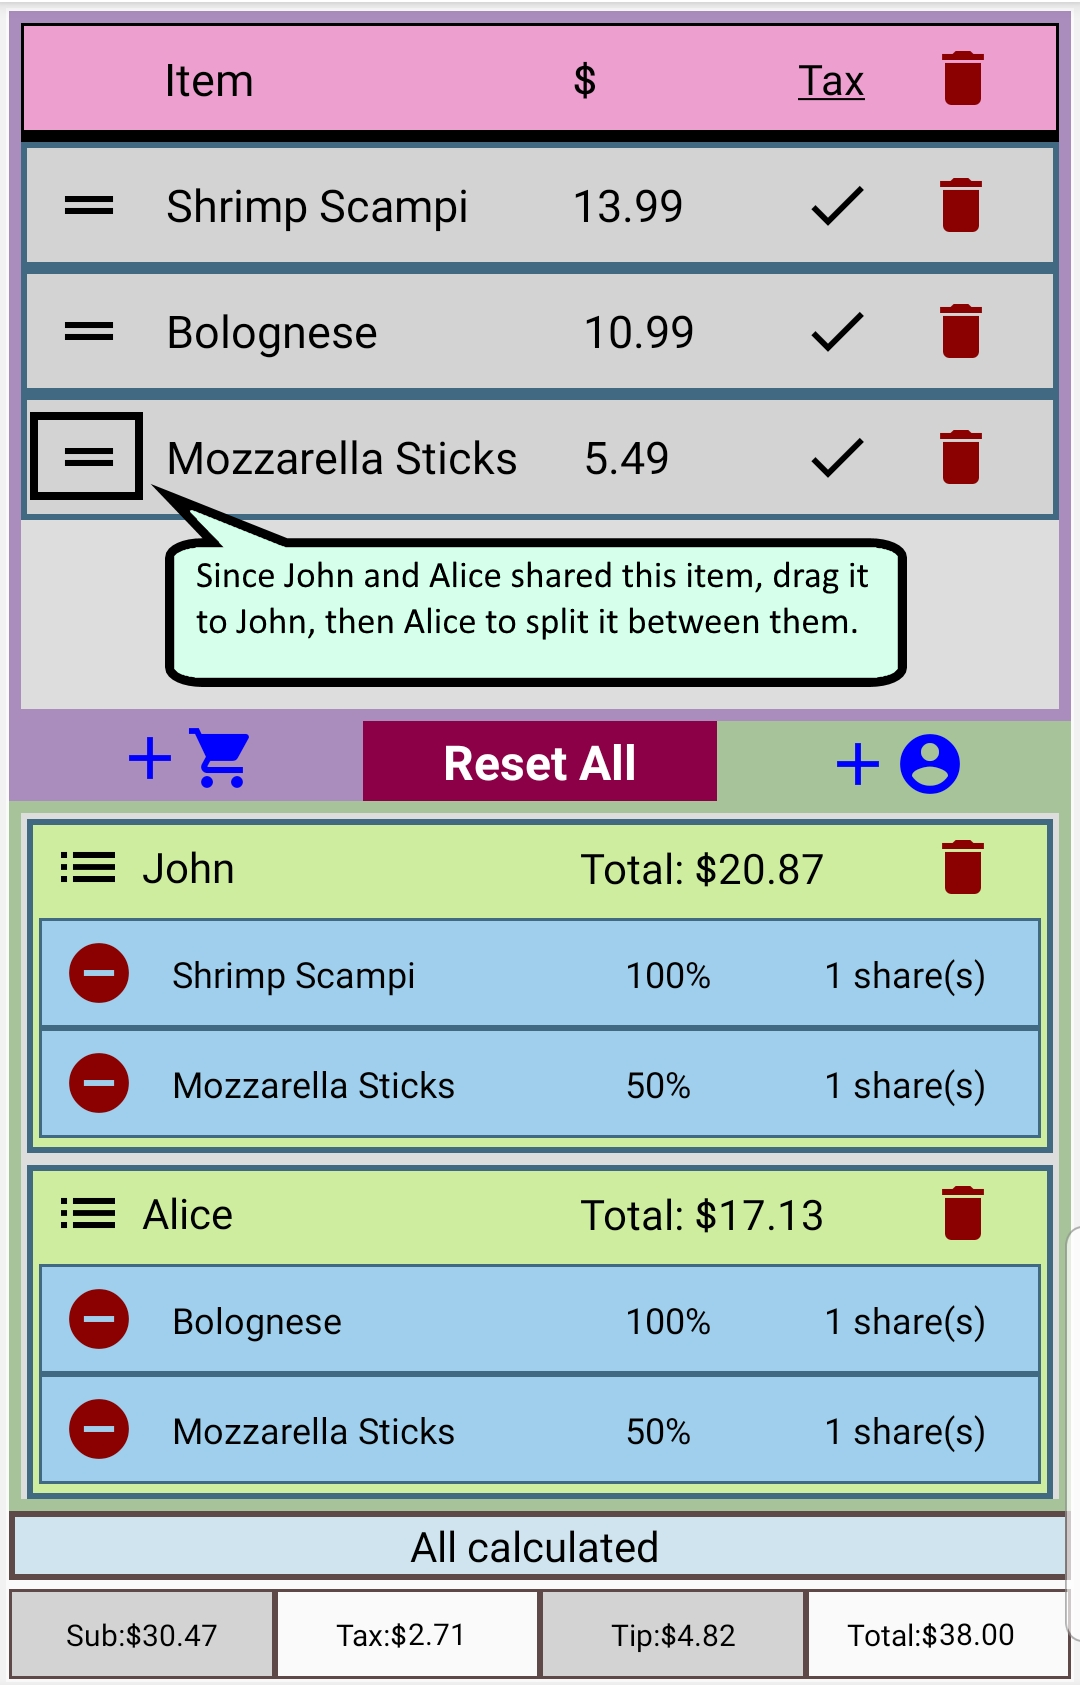 Item $ Tax
Shrimp Scampi 13.99
Bolognese 10.99
Mozzarella Sticks 5.49
Since John and Alice shared this item, drag it
to John, then Alice to split it between them.
Reset All
John Total: $20.87
Shrimp Scampi 100% 1 share(s)
Mozzarella Sticks 50% 1 share(s)
Alice Total: $17.13
Bolognese 100% 1 share(s)
Mozzarella Sticks 50% 1 share(s)
All calculated
Sub:$30.47 Tax:$2.71 Tip:$4.82 Total:$38.00